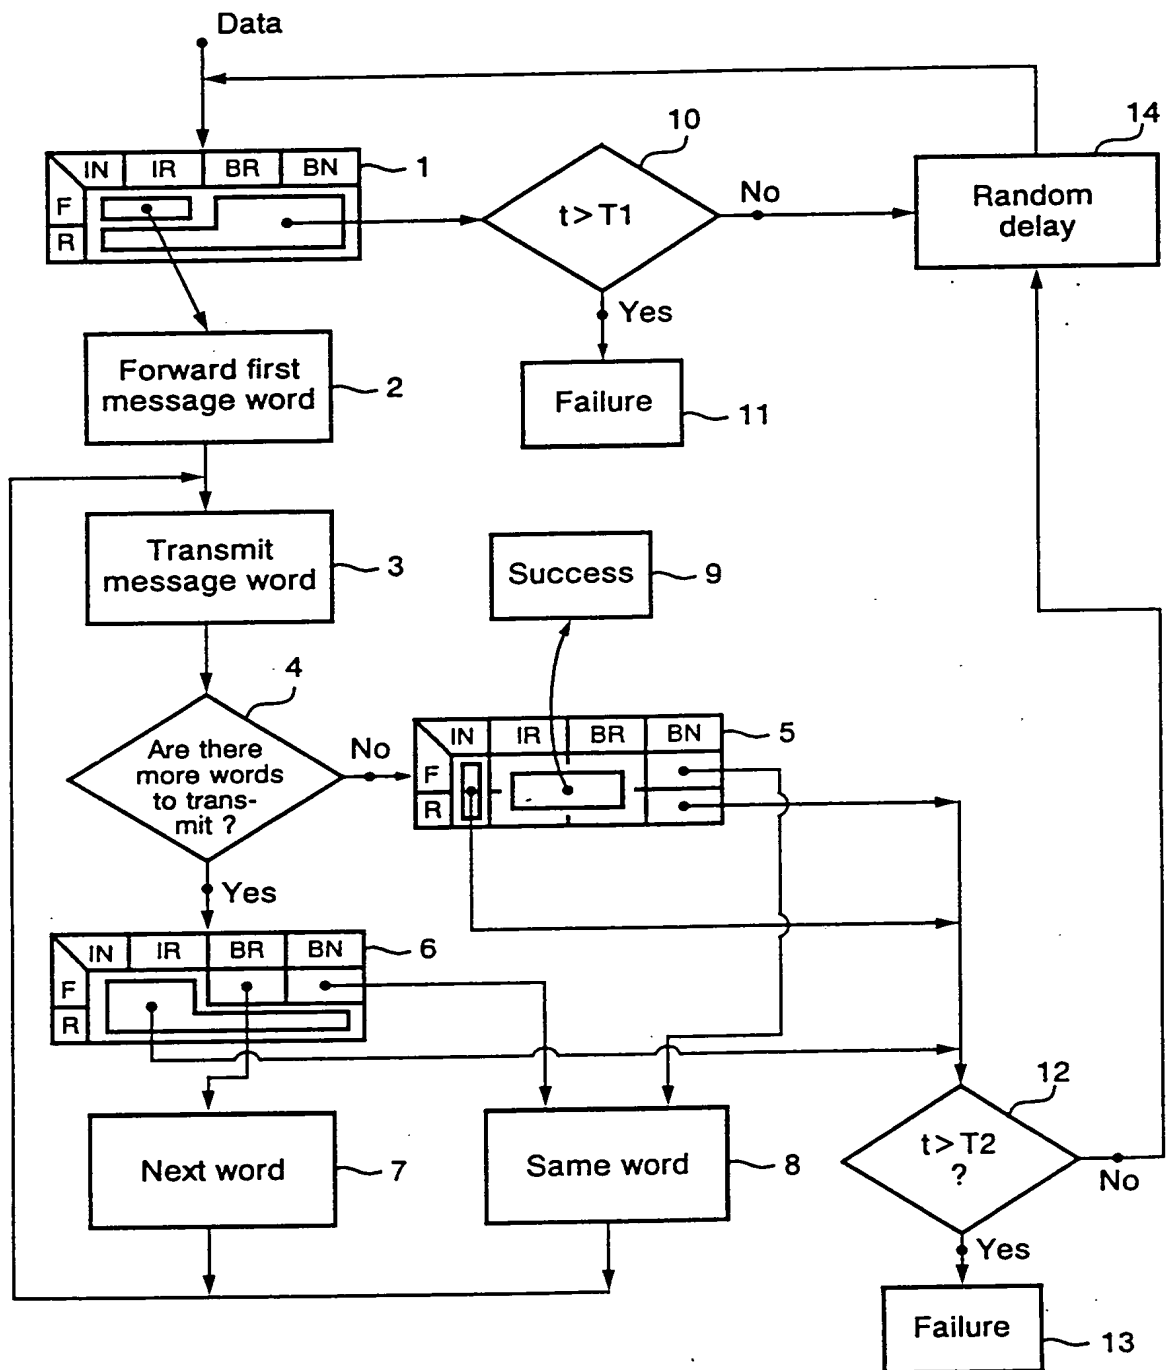 Data
IN IR BR BN
F
R
1
10
t > T1
No
14
Random
delay
Yes
Failure
11
Forward first
message word
2
Transmit
message word
3
Success
9
4
Are there
more words
to trans-
mit ?
No
IN IR BR BN
F
R
5
Yes
IN IR BR BN
F
R
6
Next word
7
Same word
8
12
t > T2
?
No
Yes
Failure
13